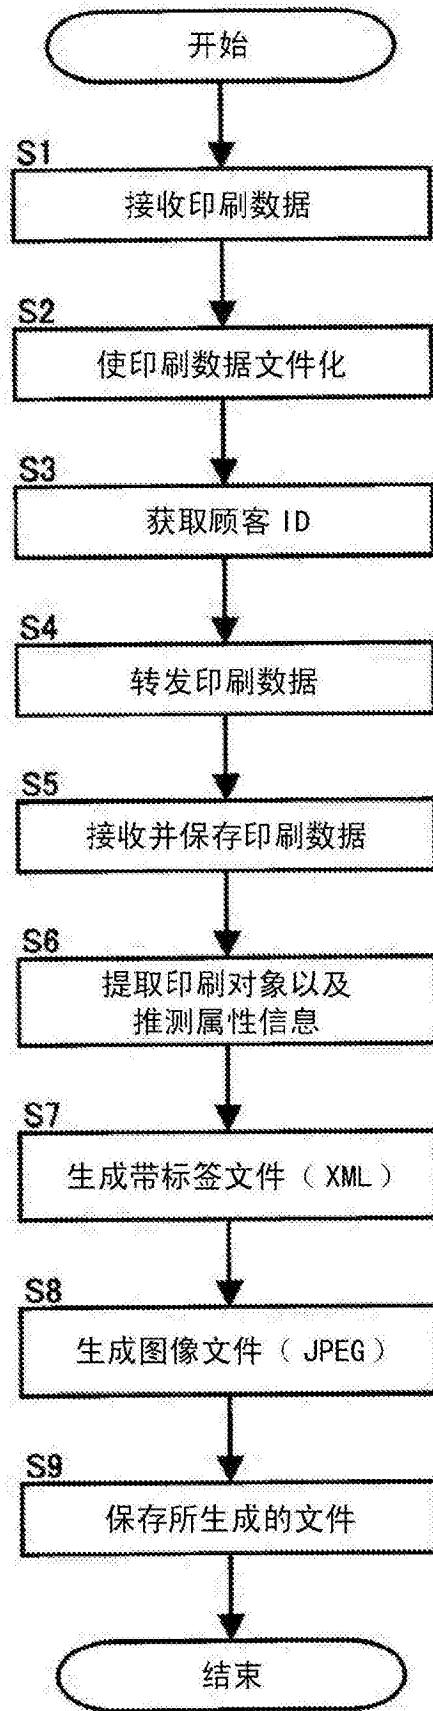 开始
S1
接收印刷数据
S2
使印刷数据文件化
S3
获取顾客 ID
S4
转发印刷数据
S5
接收并保存印刷数据
S6
提取印刷对象以及
推测属性信息
S7
生成带标签文件（ XML ）
S8
生成图像文件（ JPEG ）
S9
保存所生成的文件
结束